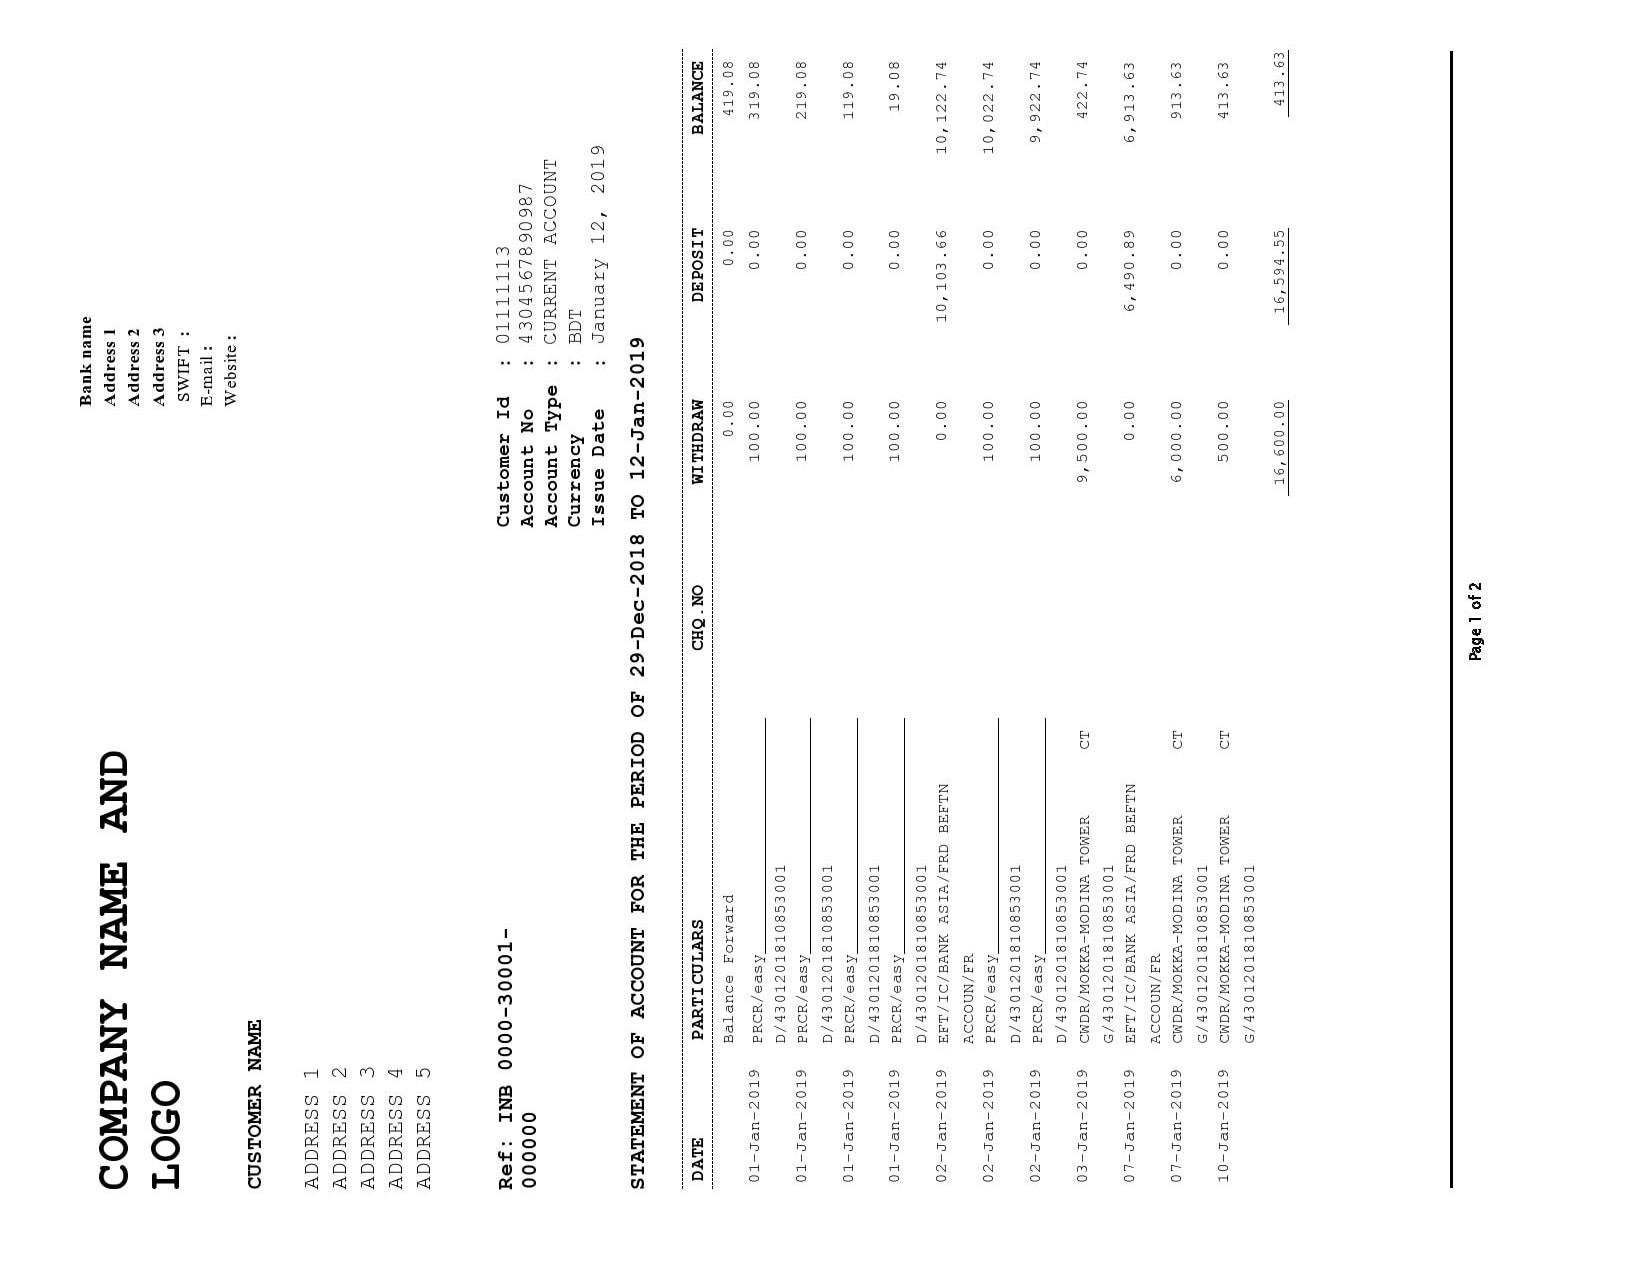 Bank name
Address 1
Address 2
Address 3
SWIFT :
E-mail :
Website :
COMPANY NAME AND
LOGO
CUSTOMER NAME
ADDRESS 1
ADDRESS 2
ADDRESS 3
ADDRESS 4
ADDRESS 5
Ref: INB 0000-30001-
000000
Customer Id : 01111113
Account No : 4304567890987
Account Type : CURRENT ACCOUNT
Currency : BDT
Issue Date : January 12, 2019
STATEMENT OF ACCOUNT FOR THE PERIOD OF 29-Dec-2018 TO 12-Jan-2019
DATE PARTICULARS CHQ.NO WITHDRAW DEPOSIT BALANCE
Balance Forward 0.00 0.00 419.08
01-Jan-2019 PRCR/easy 100.00 0.00 319.08
D/4301201810853001
01-Jan-2019 PRCR/easy 100.00 0.00 219.08
D/4301201810853001
01-Jan-2019 PRCR/easy 100.00 0.00 119.08
D/4301201810853001
01-Jan-2019 PRCR/easy 100.00 0.00 19.08
D/4301201810853001
02-Jan-2019 EFT/IC/BANK ASIA/FRD BEFTN 0.00 10,103.66 10,122.74
ACCOUN/FR
02-Jan-2019 PRCR/easy 100.00 0.00 10,022.74
D/4301201810853001
02-Jan-2019 PRCR/easy 100.00 0.00 9,922.74
D/4301201810853001
03-Jan-2019 CWDR/MOKKA-MODINA TOWER CT 9,500.00 0.00 422.74
G/4301201810853001
07-Jan-2019 EFT/IC/BANK ASIA/FRD BEFTN 0.00 6,490.89 6,913.63
ACCOUN/FR
07-Jan-2019 CWDR/MOKKA-MODINA TOWER CT 6,000.00 0.00 913.63
G/4301201810853001
10-Jan-2019 CWDR/MOKKA-MODINA TOWER CT 500.00 0.00 413.63
G/4301201810853001
16,600.00 16,594.55 413.63
Page 1 of 2